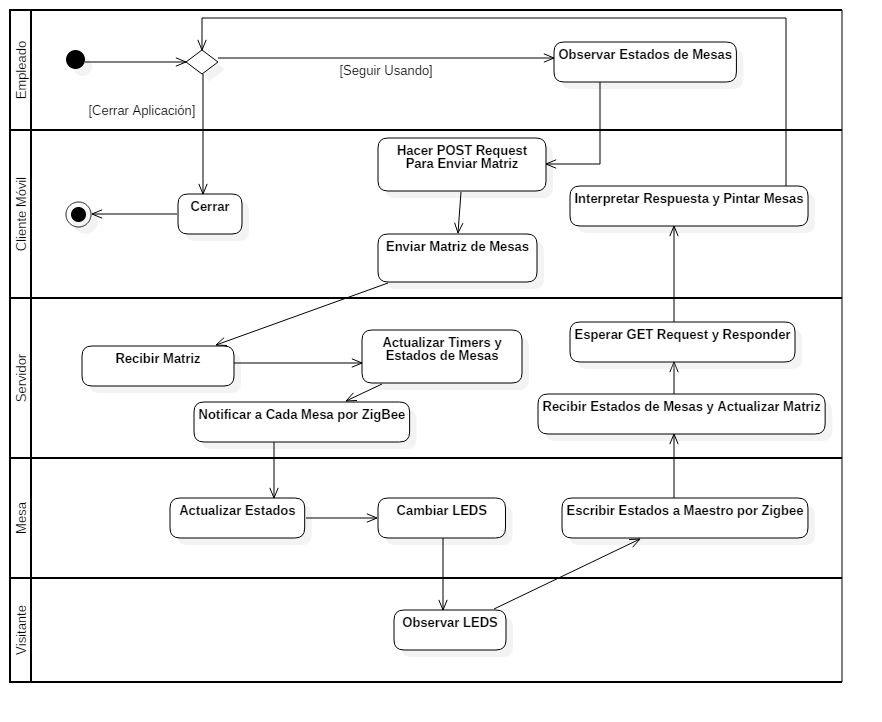 Empleado
[Seguir Usando]
Observar Estados de Mesas
[Cerrar Aplicación]
Cliente Móvil
Hacer POST Request
Para Enviar Matriz
Cerrar
Interpretar Respuesta y Pintar Mesas
Enviar Matriz de Mesas
Servidor
Recibir Matriz
Actualizar Timers y
Estados de Mesas
Esperar GET Request y Responder
Notificar a Cada Mesa por ZigBee
Recibir Estados de Mesas y Actualizar Matriz
Mesa
Actualizar Estados
Cambiar LEDS
Escribir Estados a Maestro por Zigbee
Visitante
Observar LEDS